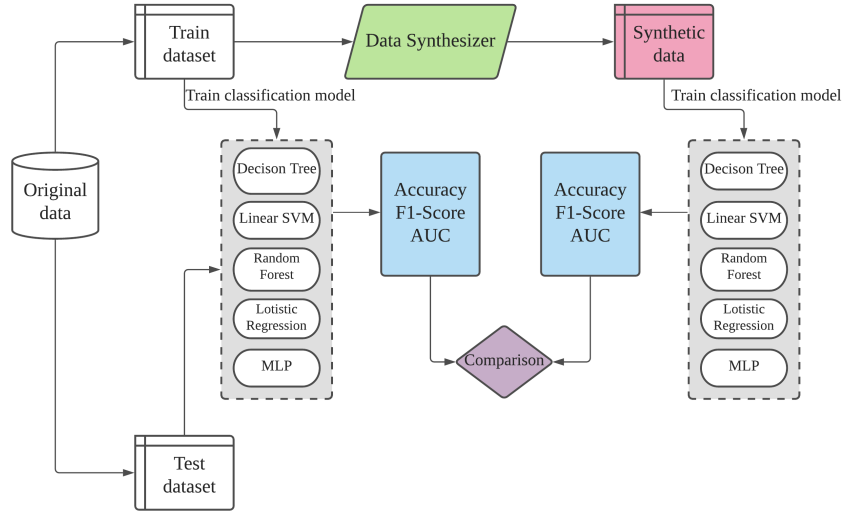 Train
dataset
Data Synthesizer
Synthetic
data
Train classification model
Train classification model
Original
data
Decison Tree
Linear SVM
Random
Forest
Lotistic
Regression
MLP
Accuracy
F1-Score
AUC
Accuracy
F1-Score
AUC
Decison Tree
Linear SVM
Random
Forest
Lotistic
Regression
MLP
Comparison
Test
dataset